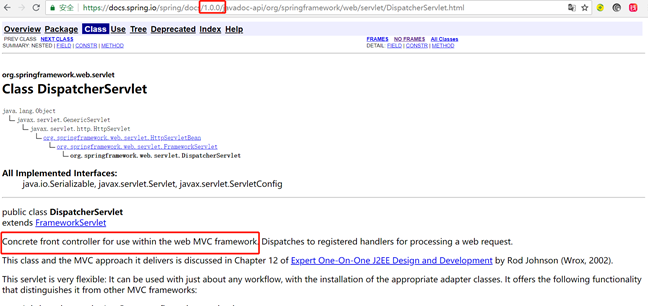 安全 | https://docs.spring.io/spring/docs/1.0.0/javadoc-api/org/springframework/web/servlet/DispatcherServlet.html
Overview Package Class Use Tree Deprecated Index Help
PREV CLASS NEXT CLASS FRAMES NO FRAMES All Classes
SUMMARY: NESTED | FIELD | CONSTR | METHOD DETAIL: FIELD | CONSTR | METHOD
org.springframework.web.servlet
Class DispatcherServlet
java.lang.Object
javax.servlet.GenericServlet
javax.servlet.http.HttpServlet
org.springframework.web.servlet.HttpServletBean
org.springframework.web.servlet.FrameworkServlet
org.springframework.web.servlet.DispatcherServlet
All Implemented Interfaces:
java.io.Serializable, javax.servlet.Servlet, javax.servlet.ServletConfig
public class DispatcherServlet
extends FrameworkServlet
Concrete front controller for use within the web MVC framework. Dispatches to registered handlers for processing a web request.
This class and the MVC approach it delivers is discussed in Chapter 12 of Expert One-On-One J2EE Design and Development by Rod Johnson (Wrox, 2002).
This servlet is very flexible: It can be used with just about any workflow, with the installation of the appropriate adapter classes. It offers the following functionality
that distinguishes it from other MVC frameworks: